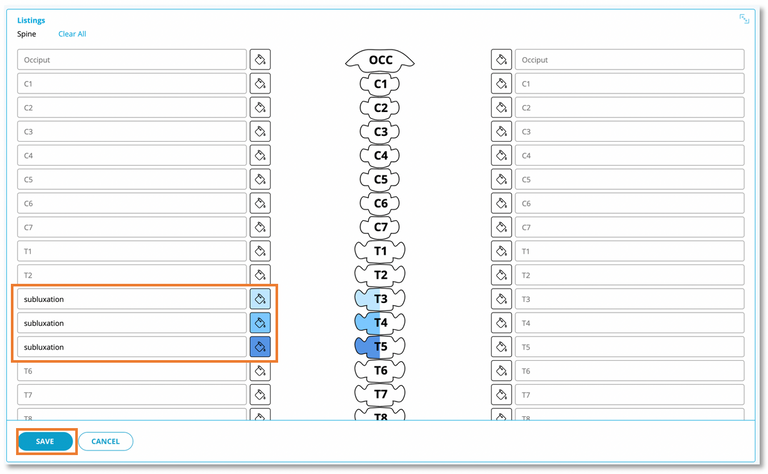 Listings
Spine Clear All
Occiput OCC Occiput
C1 C1 C1
C2 C2 C2
C3 C3 C3
C4 C4 C4
C5 C5 C5
C6 C6 C6
C7 C7 C7
T1 T1 T1
T2 T2 T2
subluxation T3 T3
subluxation T4 T4
subluxation T5 T5
T6 T6 T6
T7 T7 T7
T8 T8 T8
SAVE CANCEL